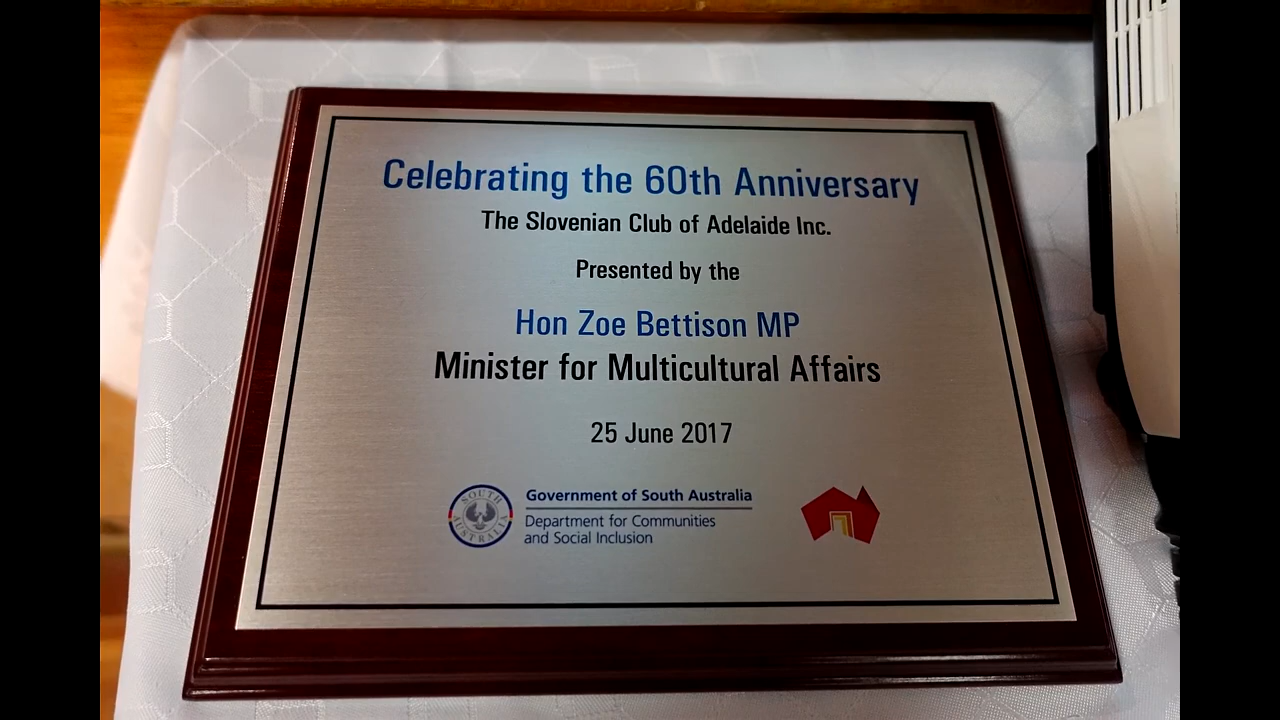 Celebrating the 60th Anniversary
The Slovenian Club of Adelaide Inc.
Presented by the
Hon Zoe Bettison MP
Minister for Multicultural Affairs
25 June 2017
SOUTH AUSTRALIA
Government of South Australia
Department for Communities
and Social Inclusion